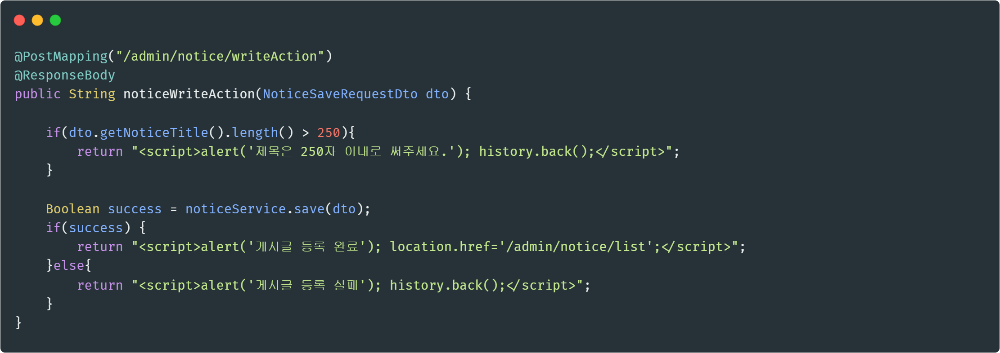 @PostMapping("/admin/notice/writeAction")
@ResponseBody
public String noticeWriteAction(NoticeSaveRequestDto dto) {
if(dto.getNoticeTitle().length() > 250){
return "<script>alert('제목은 250자 이내로 써주세요.'); history.back();</script>";
}
Boolean success = noticeService.save(dto);
if(success) {
return "<script>alert('게시글 등록 완료'); location.href='/admin/notice/list';</script>";
}else{
return "<script>alert('게시글 등록 실패'); history.back();</script>";
}
}